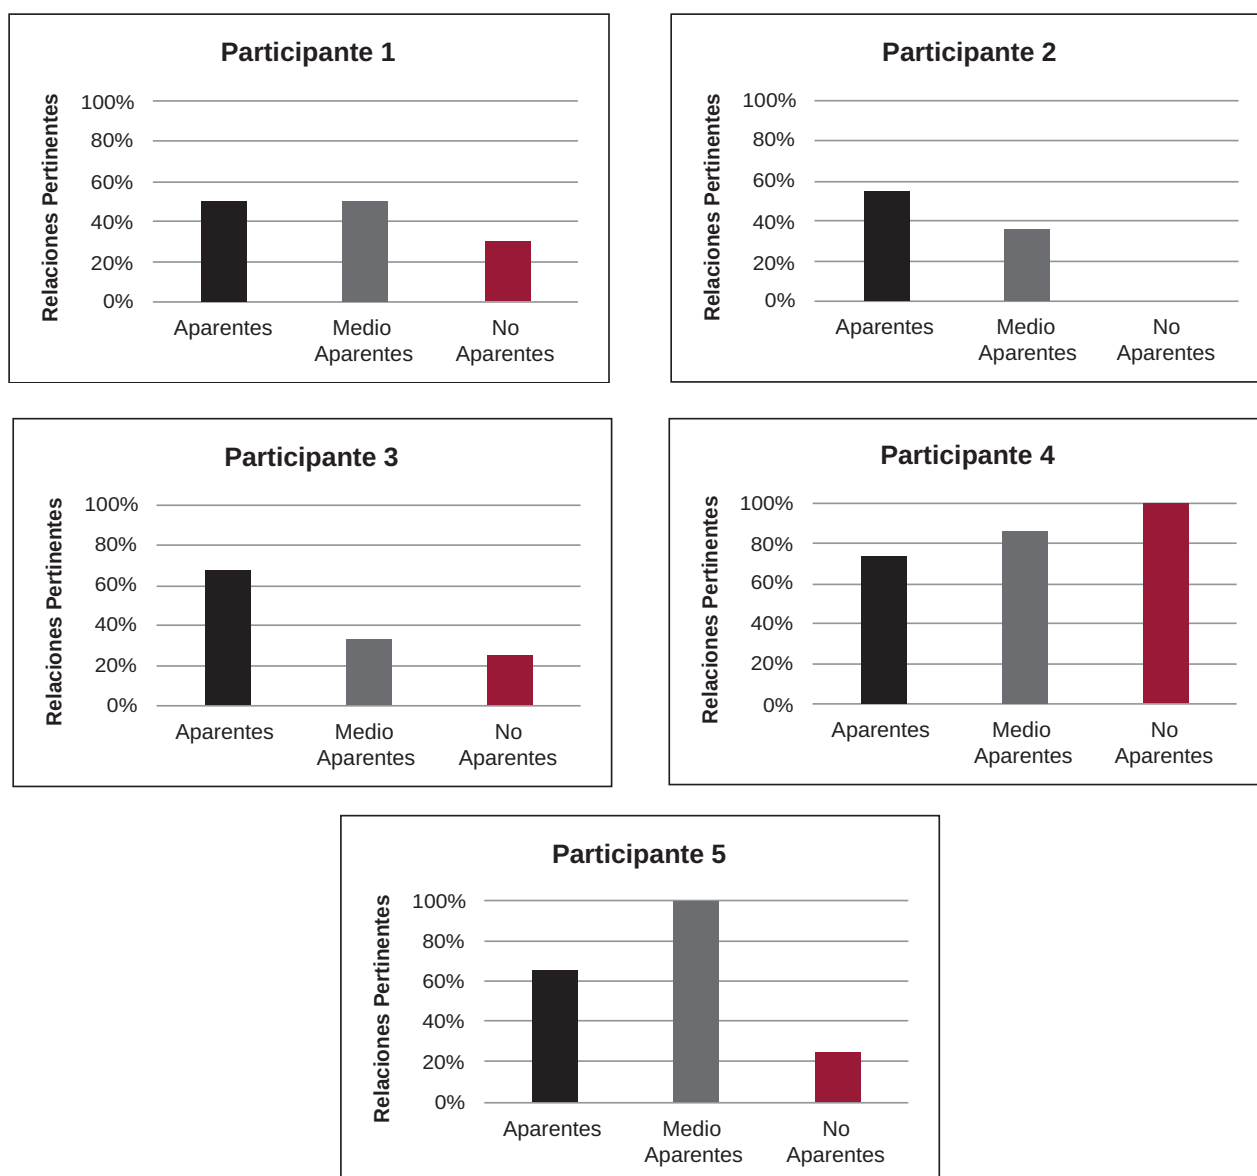 Participante 1
Relaciones Pertinentes
100%
80%
60%
40%
20%
0%
Aparentes
Medio
Aparentes
No
Aparentes
Participante 2
Relaciones Pertinentes
100%
80%
60%
40%
20%
0%
Aparentes
Medio
Aparentes
No
Aparentes
Participante 3
Relaciones Pertinentes
100%
80%
60%
40%
20%
0%
Aparentes
Medio
Aparentes
No
Aparentes
Participante 4
Relaciones Pertinentes
100%
80%
60%
40%
20%
0%
Aparentes
Medio
Aparentes
No
Aparentes
Participante 5
Relaciones Pertinentes
100%
80%
60%
40%
20%
0%
Aparentes
Medio
Aparentes
No
Aparentes